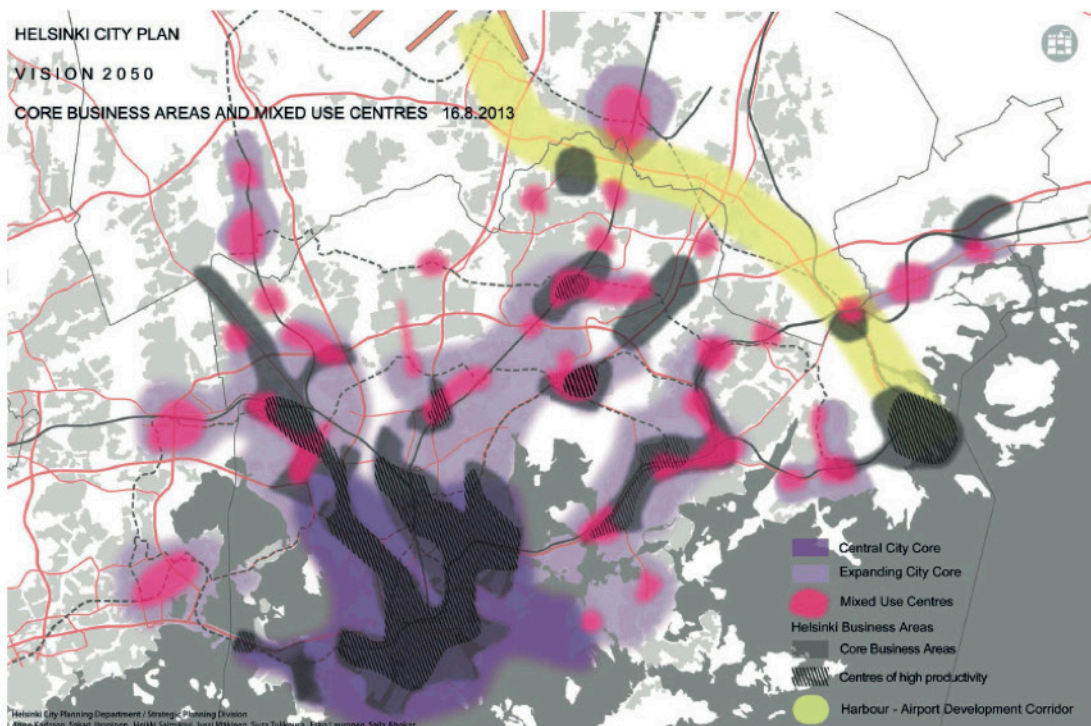 HELSINKI CITY PLAN
VISION 2050
CORE BUSINESS AREAS AND MIXED USE CENTRES 16.8.2013
Central City Core
Expanding City Core
Mixed Use Centres
Helsinki Business Areas
Core Business Areas
Centres of high productivity
Harbour - Airport Development Corridor
Helsinki City Planning Department / Strategic Planning Division